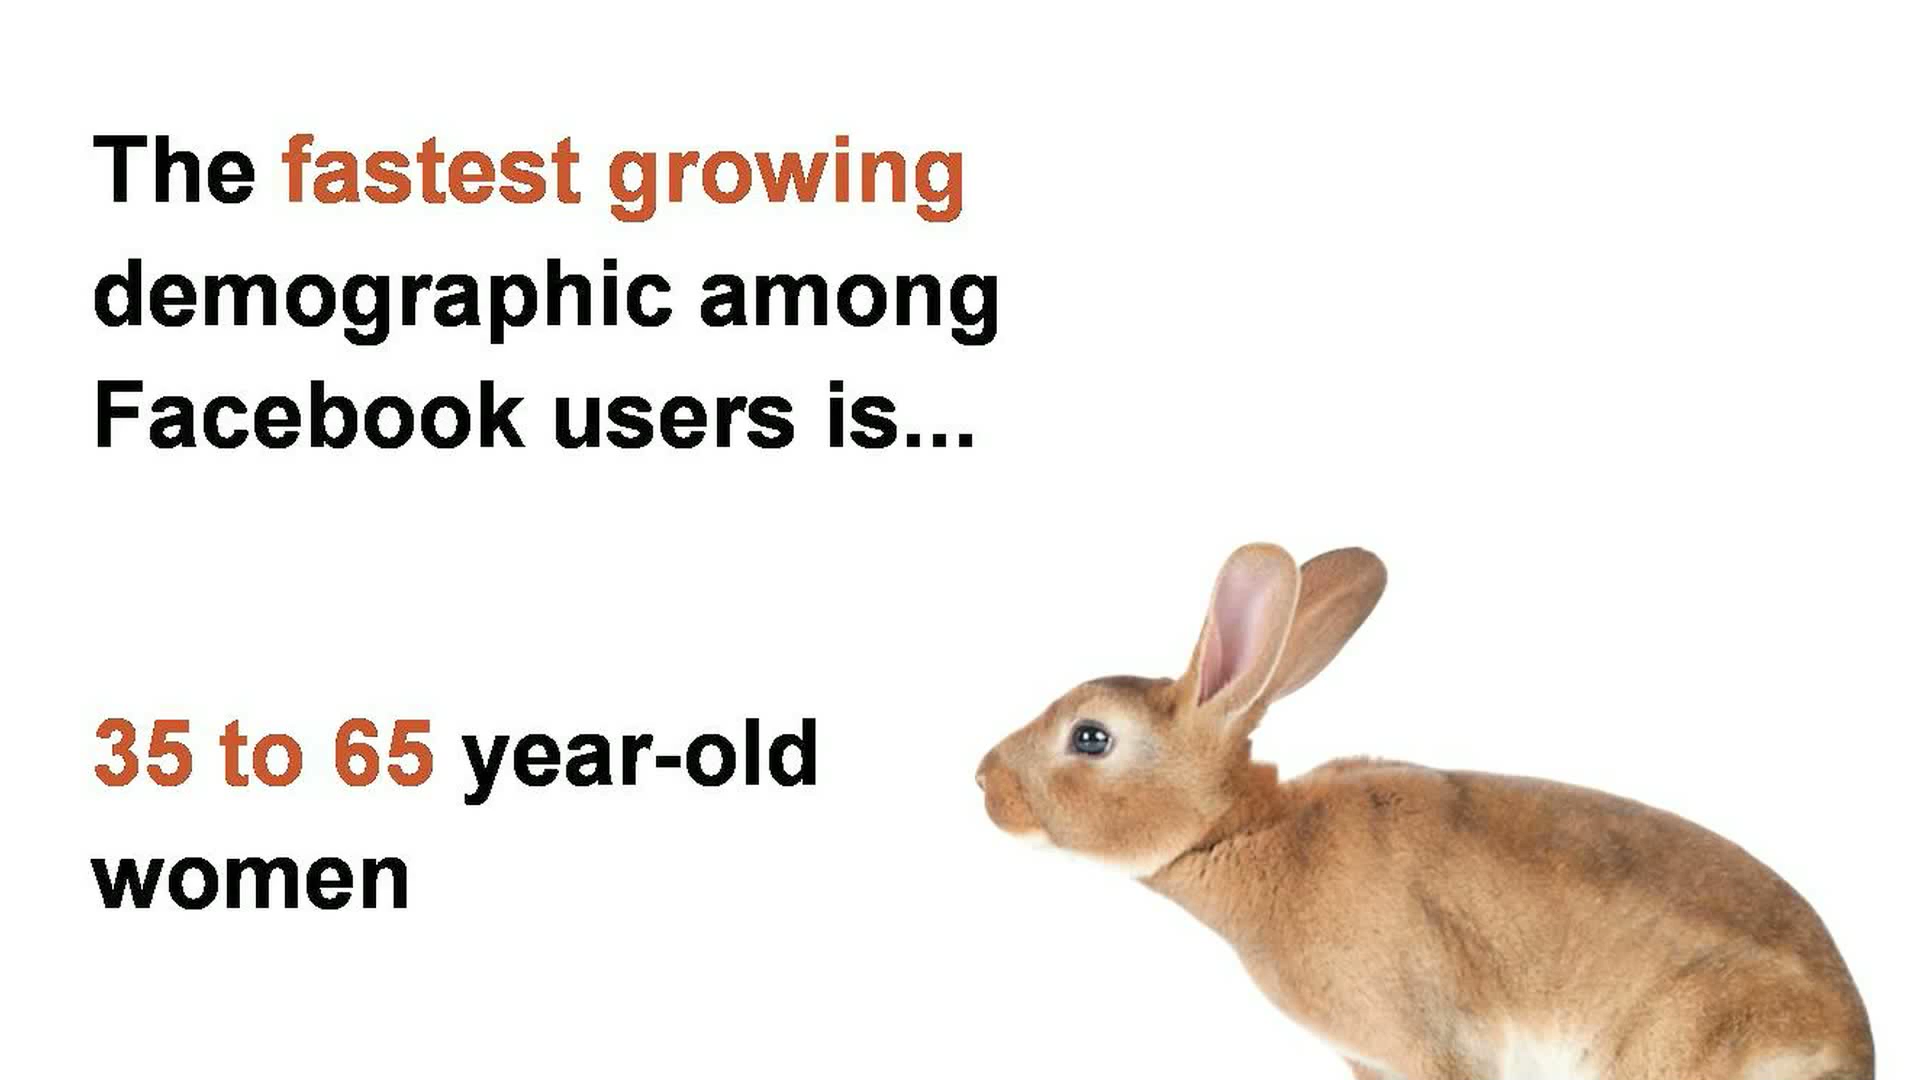 The fastest growing
demographic among
Facebook users is...
35 to 65 year-old
women